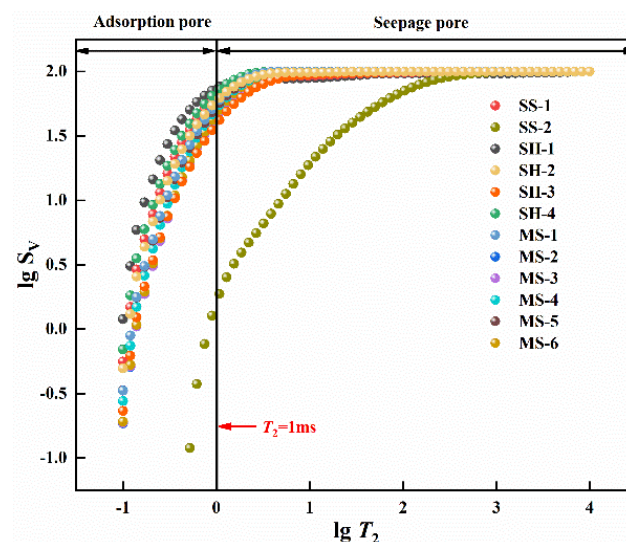 Adsorption pore
Seepage pore
2.0
1.5
1.0
0.5
0.0
-0.5
-1.0
lg S_V
SS-1
SS-2
SH-1
SH-2
SH-3
SH-4
MS-1
MS-2
MS-3
MS-4
MS-5
MS-6
T_2=1ms
-1
0
1
2
3
4
lg T_2